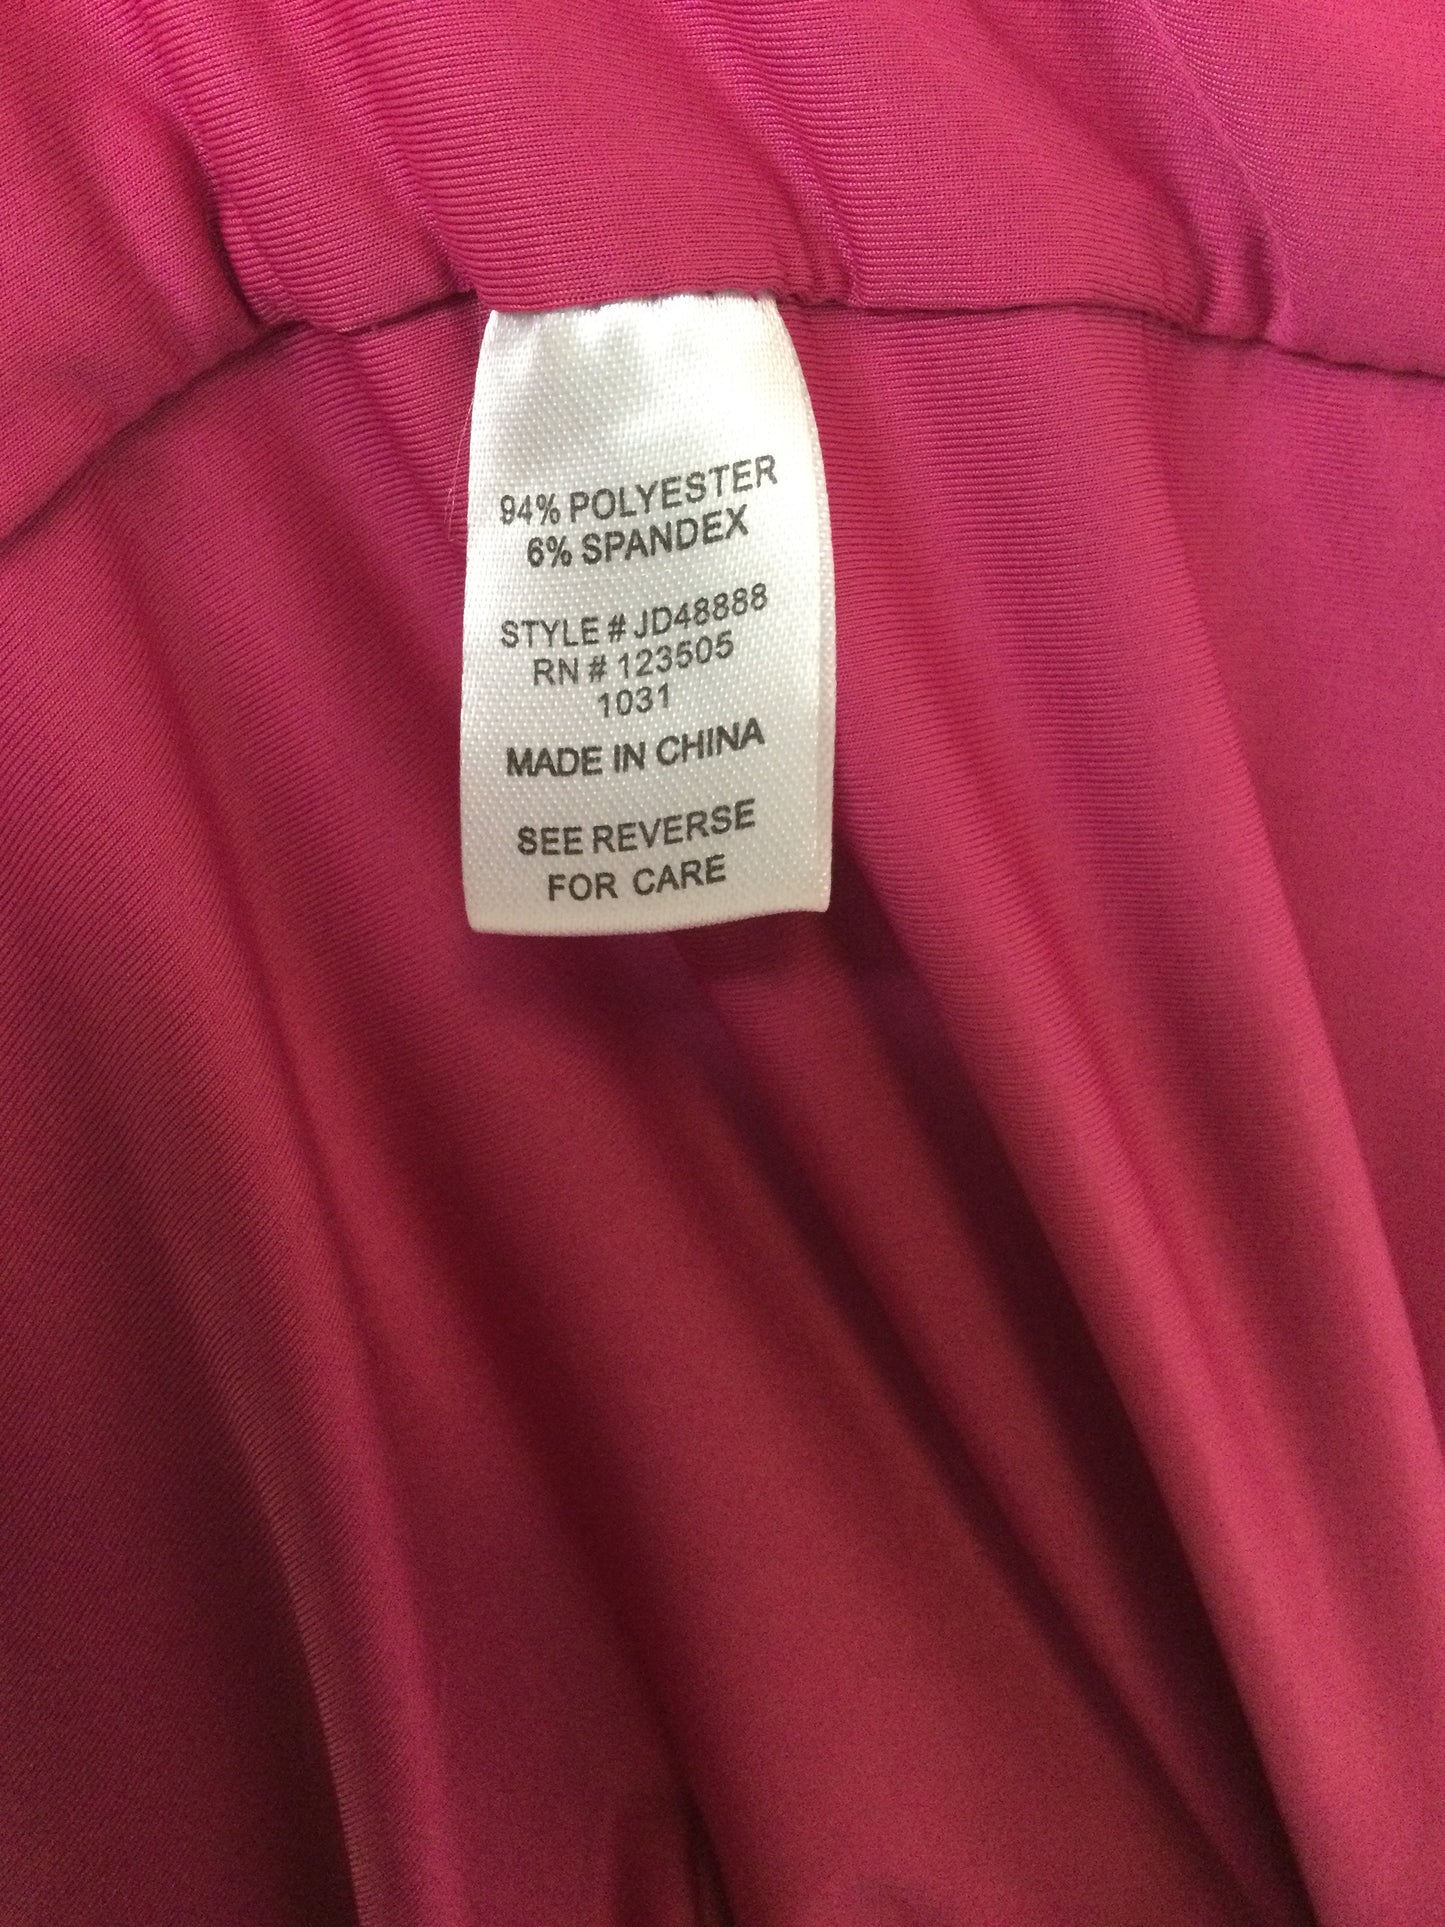 94% POLYESTER
6% SPANDEX
STYLE # JD48888
RN # 123505
1031
MADE IN CHINA
SEE REVERSE
FOR CARE